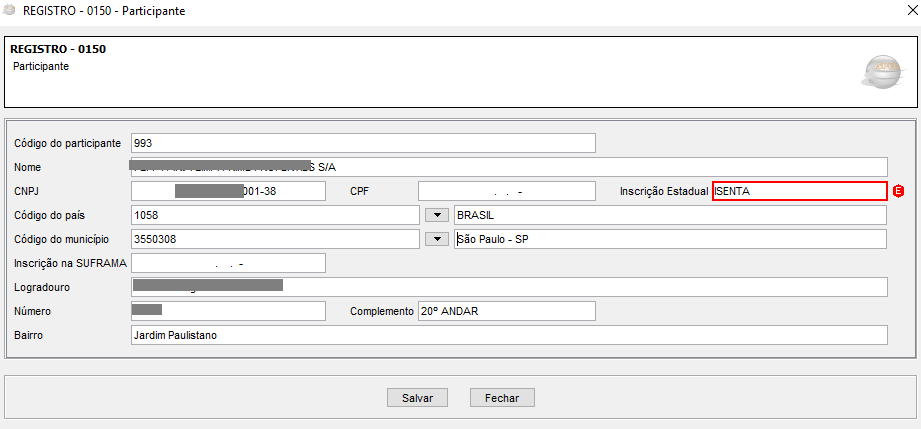 REGISTRO - 0150 - Participante
REGISTRO - 0150
Participante
Código do participante 993
Nome S/A
CNPJ 001-38 CPF . . - Inscrição Estadual ISENTA E
Código do país 1058 BRASIL
Código do município 3550308 São Paulo - SP
Inscrição na SUFRAMA . . -
Logradouro
Número Complemento 20º ANDAR
Bairro Jardim Paulistano
Salvar Fechar